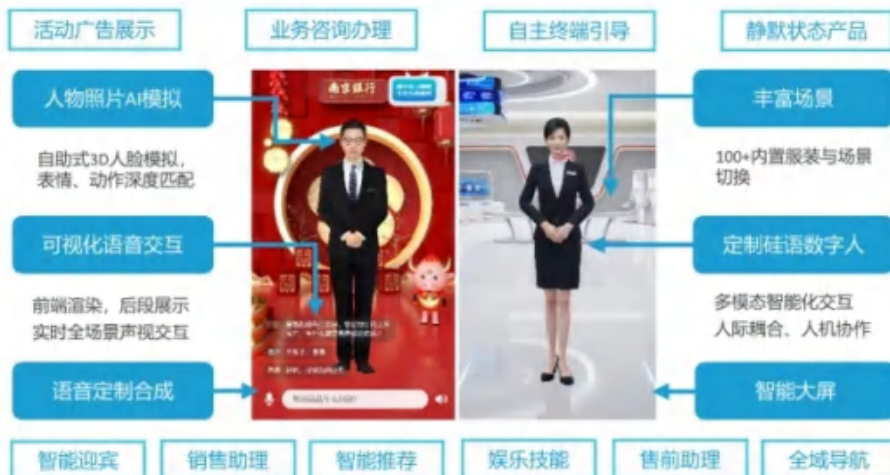 活动广告展示
业务咨询办理
自主终端引导
静默状态产品
人物照片AI模拟
自助式3D人脸模拟，
表情、动作深度匹配
可视化语音交互
前端渲染，后段展示
实时全场景声视交互
语音定制合成
南京银行
丰富场景
100+内置服装与场景
切换
定制硅语数字人
多模态智能化交互
人际耦合、人机协作
智能大屏
智能迎宾
销售助理
智能推荐
娱乐技能
售前助理
全域导航